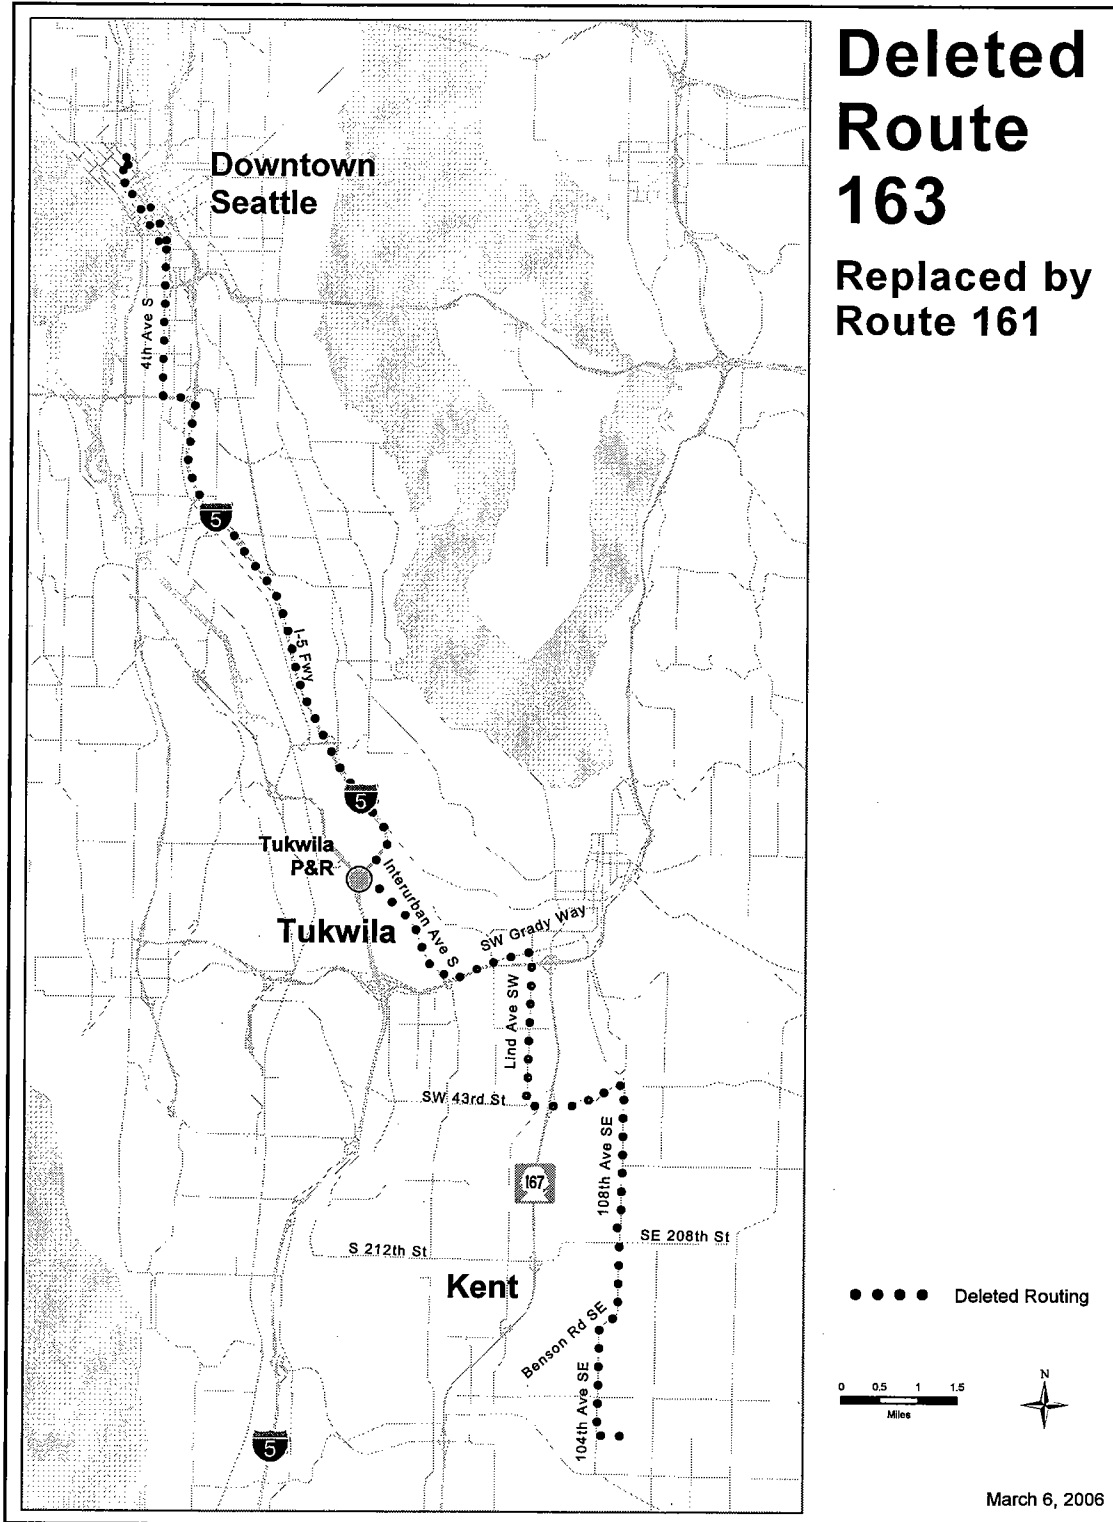 Deleted
Route
163
Replaced by
Route 161
Downtown
Seattle
4th Ave S
5
I-5 Fwy
5
Tukwila
P&R
Interurban Ave S
Tukwila
SW Grady Way
Lind Ave SW
SW 43rd St
108th Ave SE
167
SE 208th St
S 212th St
Kent
Benson Rd SE
104th Ave SE
5
Deleted Routing
0 0.5 1 1.5
Miles
N
March 6, 2006